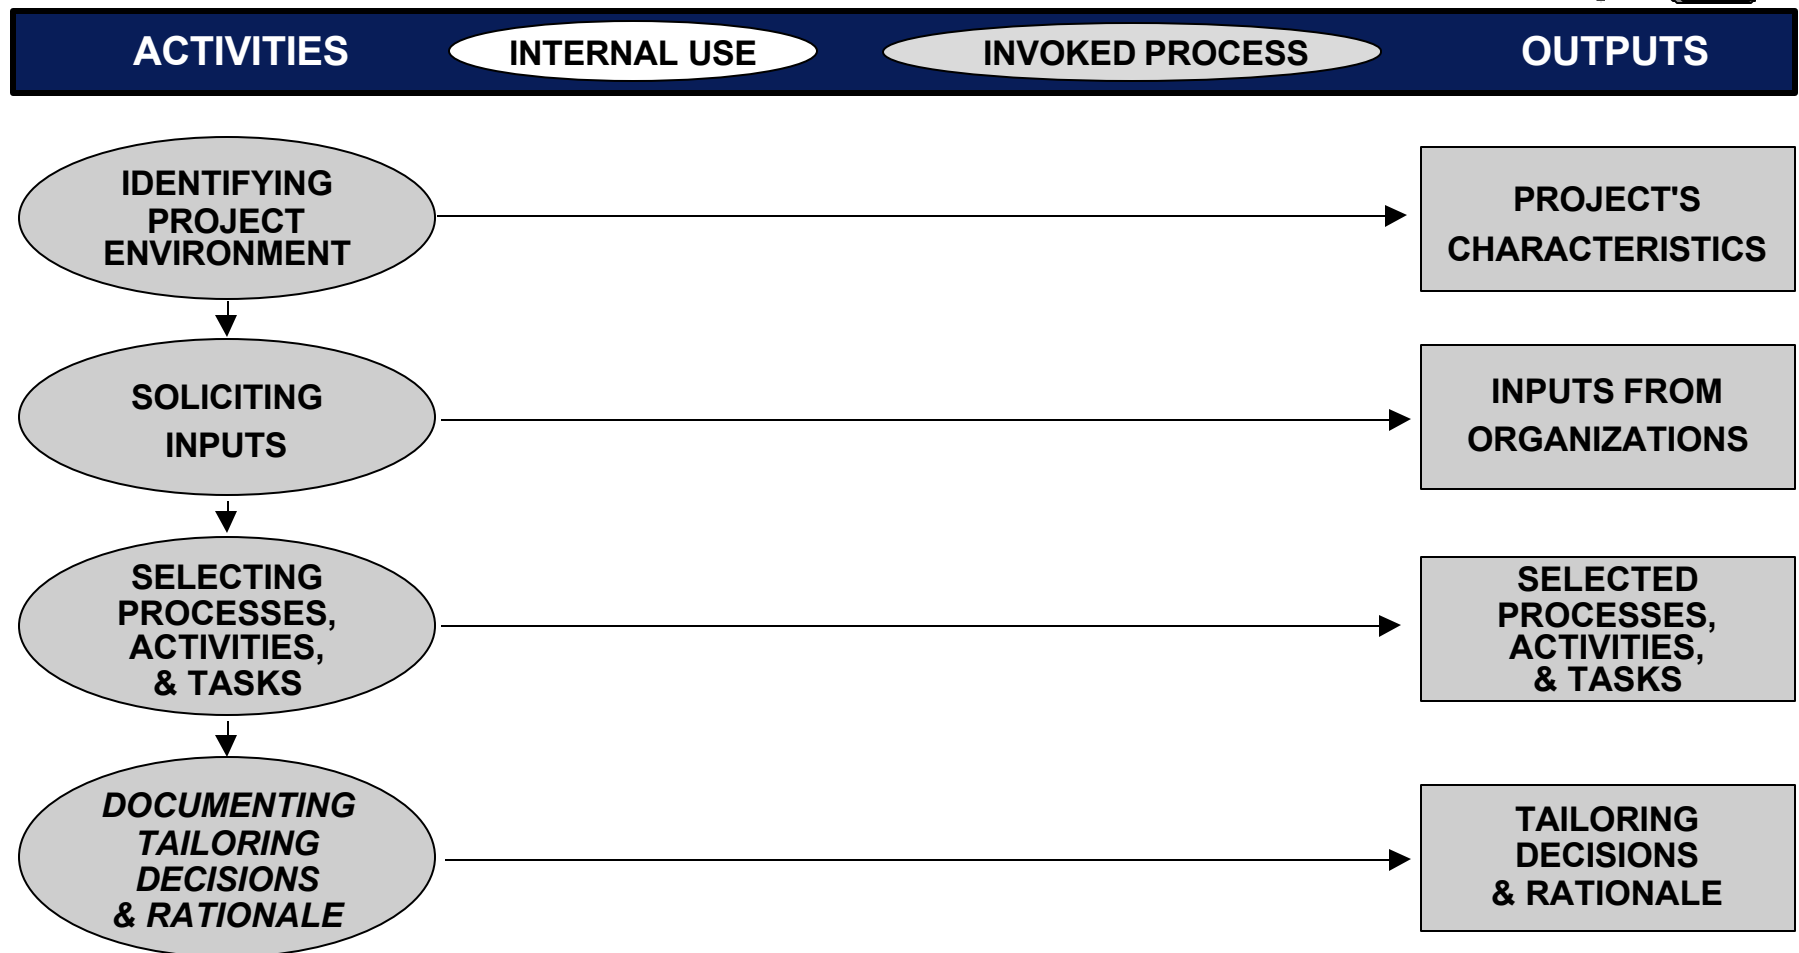 ACTIVITIES INTERNAL USE INVOKED PROCESS OUTPUTS
IDENTIFYING
PROJECT
ENVIRONMENT
PROJECT'S
CHARACTERISTICS
SOLICITING
INPUTS
INPUTS FROM
ORGANIZATIONS
SELECTING
PROCESSES,
ACTIVITIES,
& TASKS
SELECTED
PROCESSES,
ACTIVITIES,
& TASKS
DOCUMENTING
TAILORING
DECISIONS
& RATIONALE
TAILORING
DECISIONS
& RATIONALE